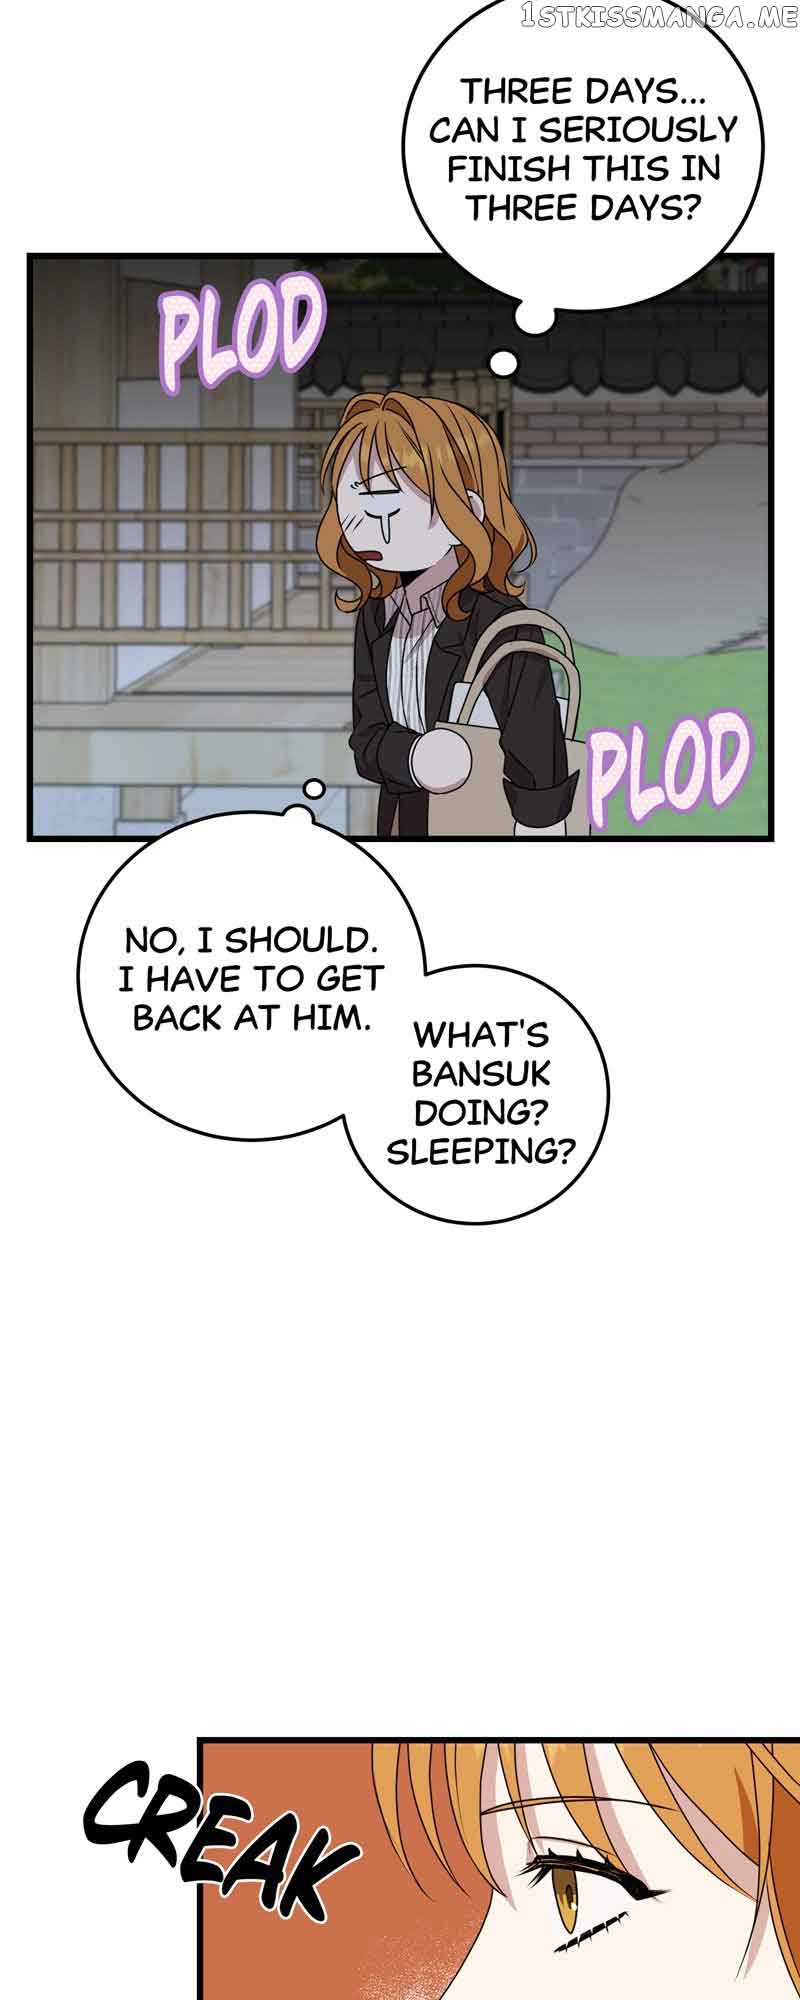 1STKISSMANGA.ME
THREE DAYS...
CAN I SERIOUSLY
FINISH THIS IN
THREE DAYS?
PLOD
PLOD
NO, I SHOULD.
I HAVE TO GET
BACK AT HIM.
WHAT'S
BANSUK
DOING?
SLEEPING?
CREAK